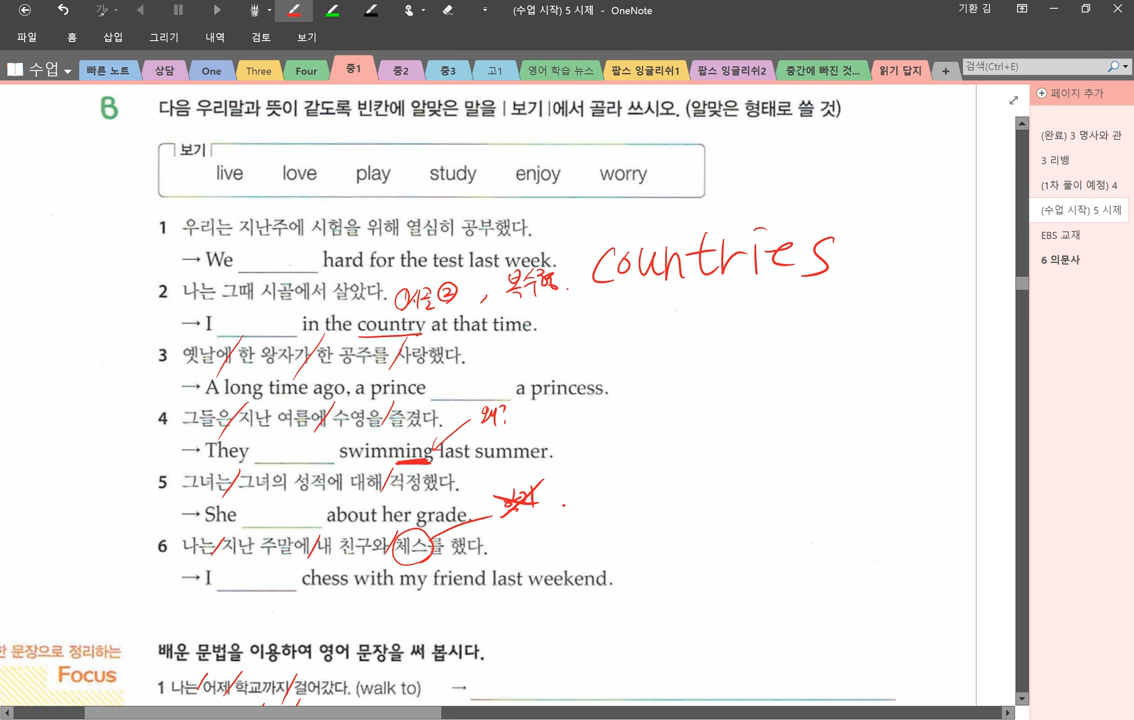 (수업 시작) 5 시제 - OneNote
기환 김
파일 홈 삽입 그리기 내역 검토 보기
수업 빠른 노트 상담 One Three Four 중1 중2 중3 고1 영어 학습 뉴스 팝스 잉글리쉬1 팝스 잉글리쉬2 중간에 빠진 것... 읽기 답지 + 검색(Ctrl+E)
페이지 추가
(완료) 3 명사와 관
3 리뱅
(1차 풀이 예정) 4
(수업 시작) 5 시제
EBS 교재
6 의문사
B 다음 우리말과 뜻이 같도록 빈칸에 알맞은 말을 |보기|에서 골라 쓰시오. (알맞은 형태로 쓸 것)
보기
live love play study enjoy worry
1 우리는 지난주에 시험을 위해 열심히 공부했다.
→ We ________ hard for the test last week.
countries
2 나는 그때 시골에서 살았다.
시골 ②, 복수형.
→ I ________ in the country at that time.
3 옛날에 한 왕자가 한 공주를 사랑했다.
→ A long time ago, a prince ________ a princess.
4 그들은 지난 여름에 수영을 즐겼다.
왜?
→ They ________ swimming last summer.
5 그녀는 그녀의 성적에 대해 걱정했다.
→ She ________ about her grade.
6 나는 지난 주말에 내 친구와 체스를 했다.
→ I ________ chess with my friend last weekend.
한 문장으로 정리하는
Focus
배운 문법을 이용하여 영어 문장을 써 봅시다.
1 나는 어제 학교까지 걸어갔다. (walk to) →